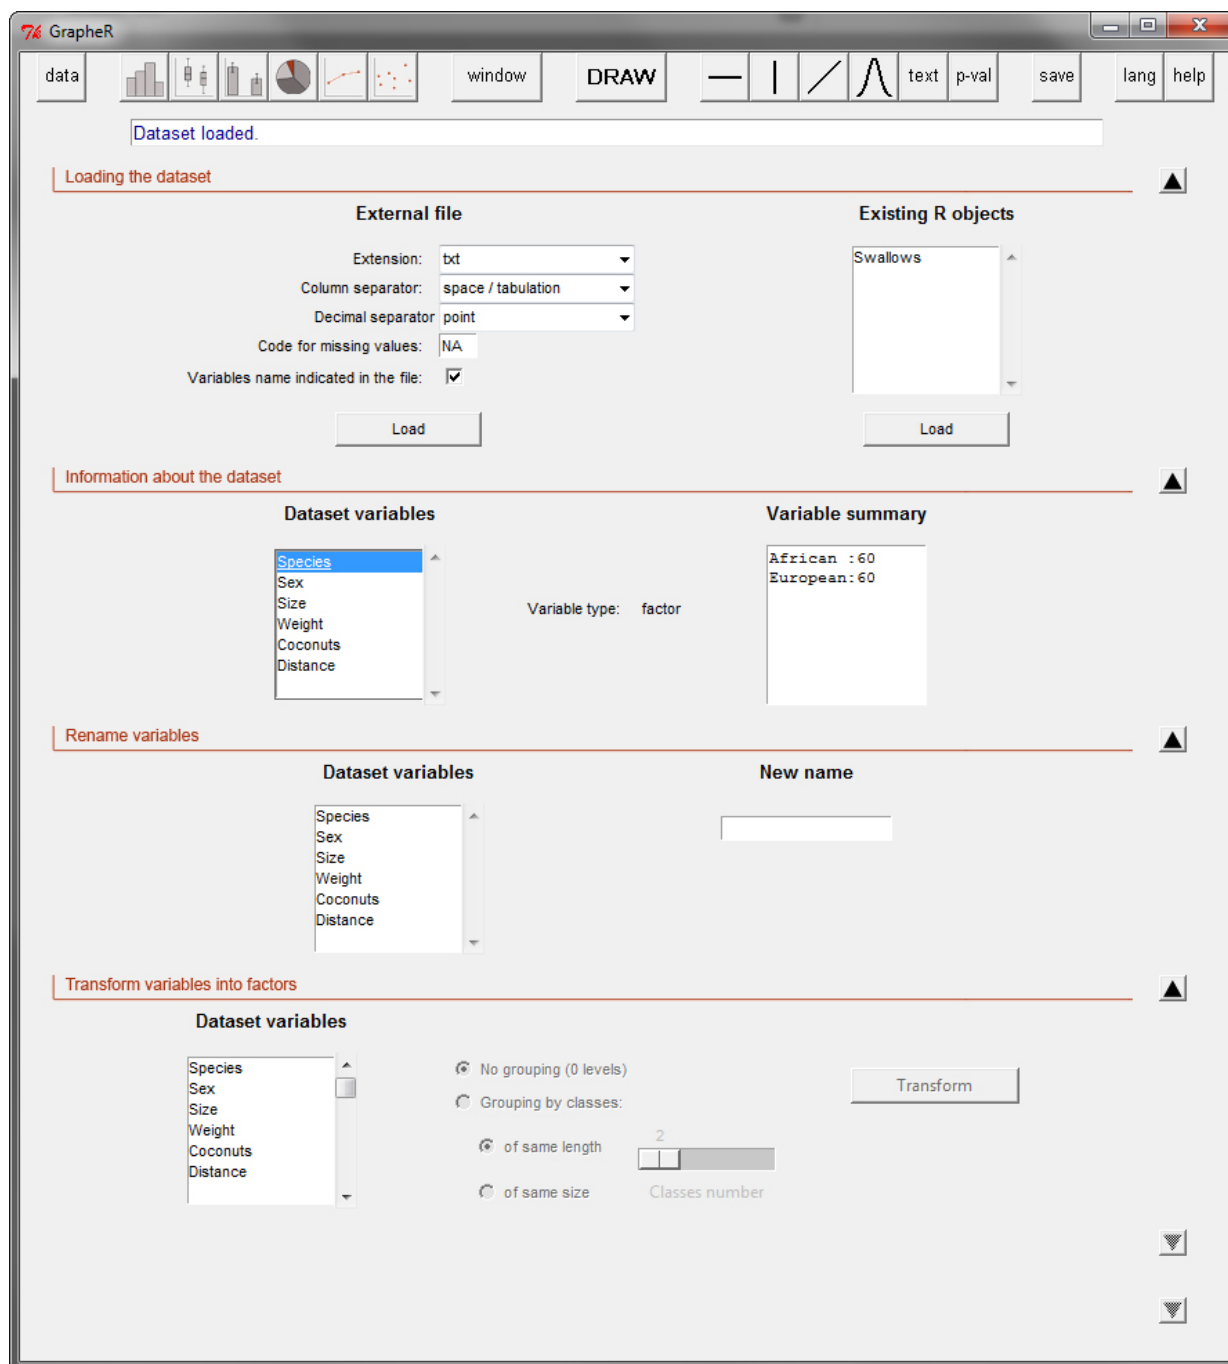 GrapheR
data window DRAW text p-val save lang help
Dataset loaded.
Loading the dataset
External file
Existing R objects
Extension: txt
Swallows
Column separator: space / tabulation
Decimal separator point
Code for missing values: NA
Variables name indicated in the file:
Load
Load
Information about the dataset
Dataset variables
Variable summary
Species
Sex
Size
Weight
Coconuts
Distance
Variable type: factor
African :60
European:60
Rename variables
Dataset variables
New name
Species
Sex
Size
Weight
Coconuts
Distance
Transform variables into factors
Dataset variables
Species
Sex
Size
Weight
Coconuts
Distance
No grouping (0 levels)
Grouping by classes:
of same length
2
of same size
Classes number
Transform